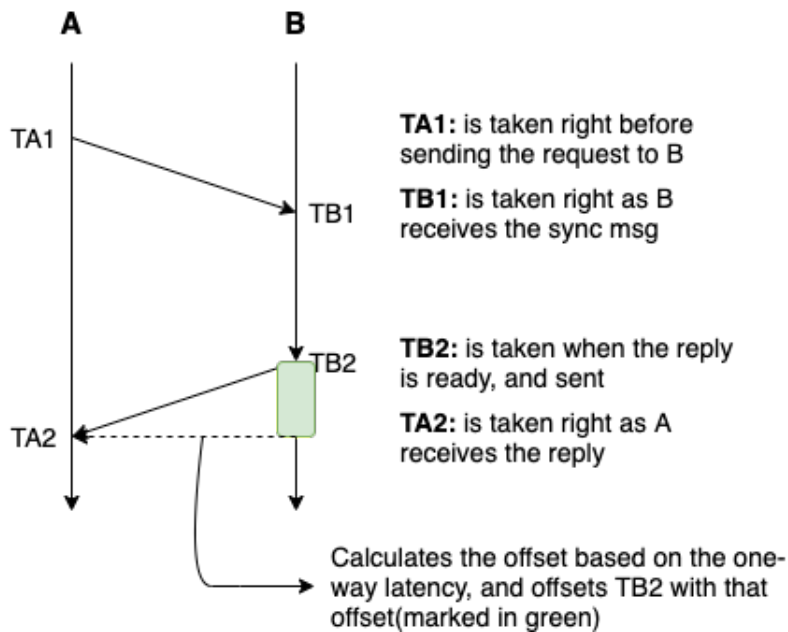 A
B
TA1
TA1: is taken right before
sending the request to B
TB1
TB1: is taken right as B
receives the sync msg
TB2
TB2: is taken when the reply
is ready, and sent
TA2
TA2: is taken right as A
receives the reply
Calculates the offset based on the one-
way latency, and offsets TB2 with that
offset(marked in green)